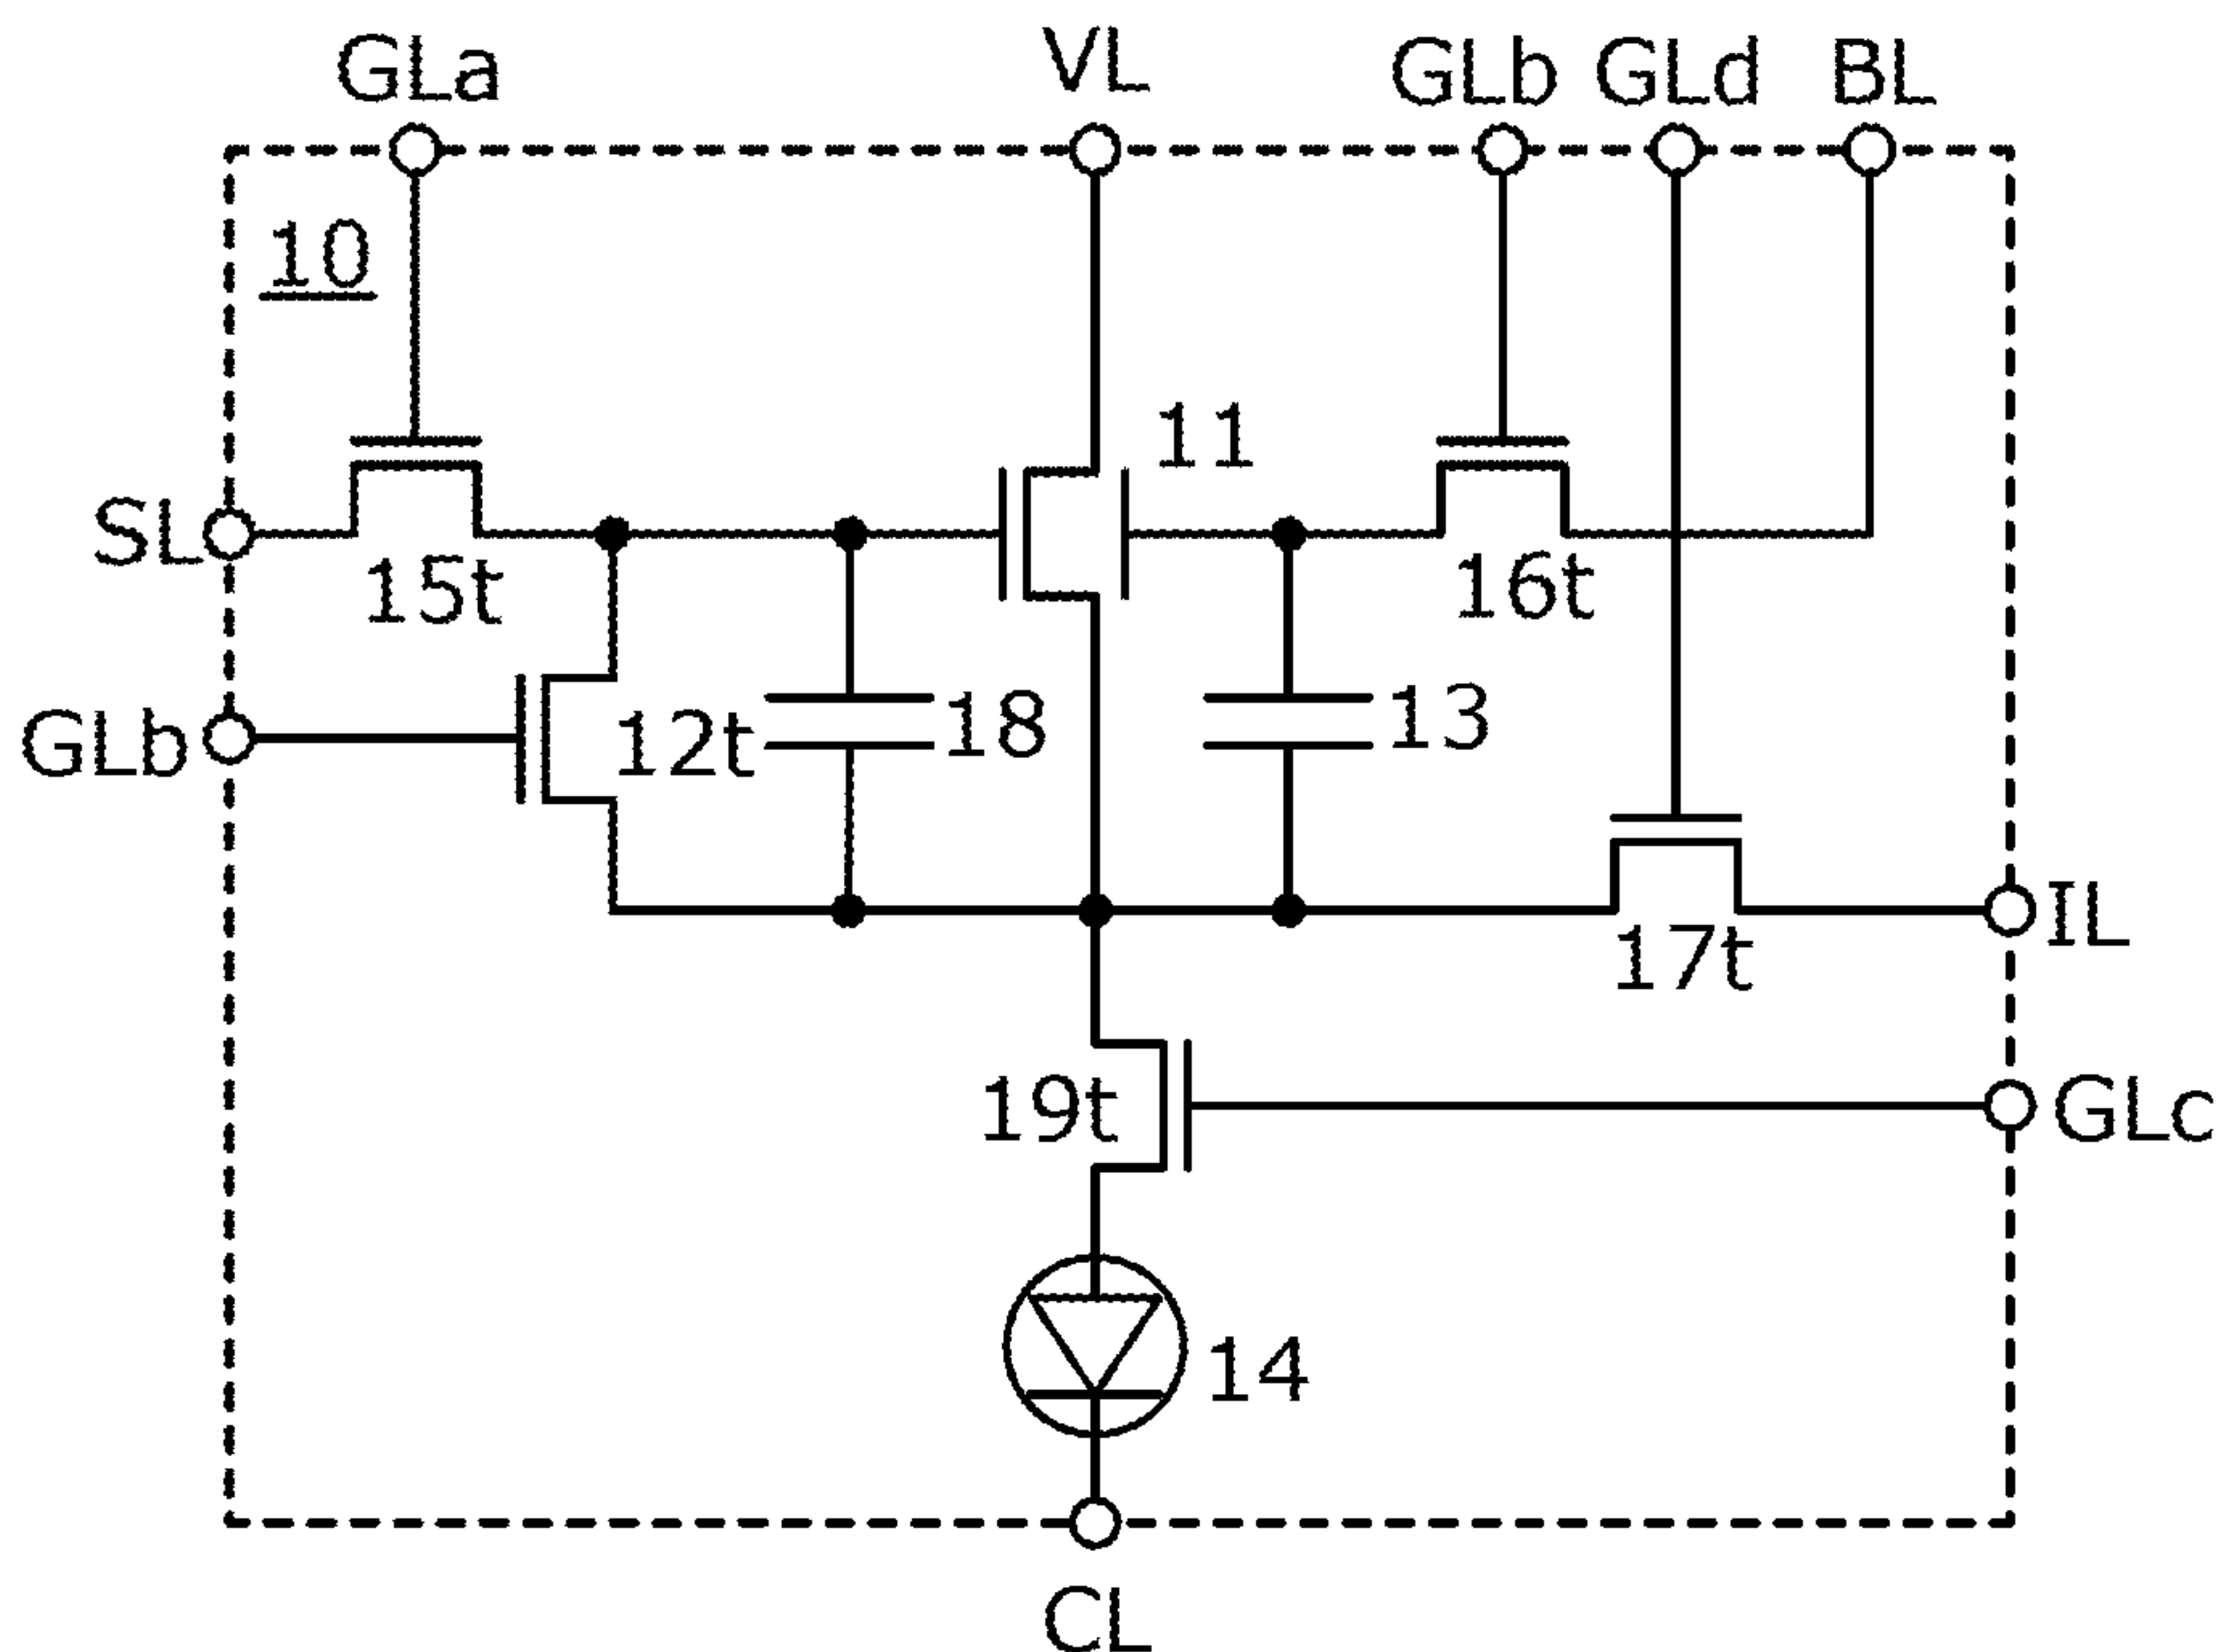 GLa VL GLb GLd BL
10
11
SL
15t 16t
GLb 12t 18 13
IL
17t
19t GLc
14
CL